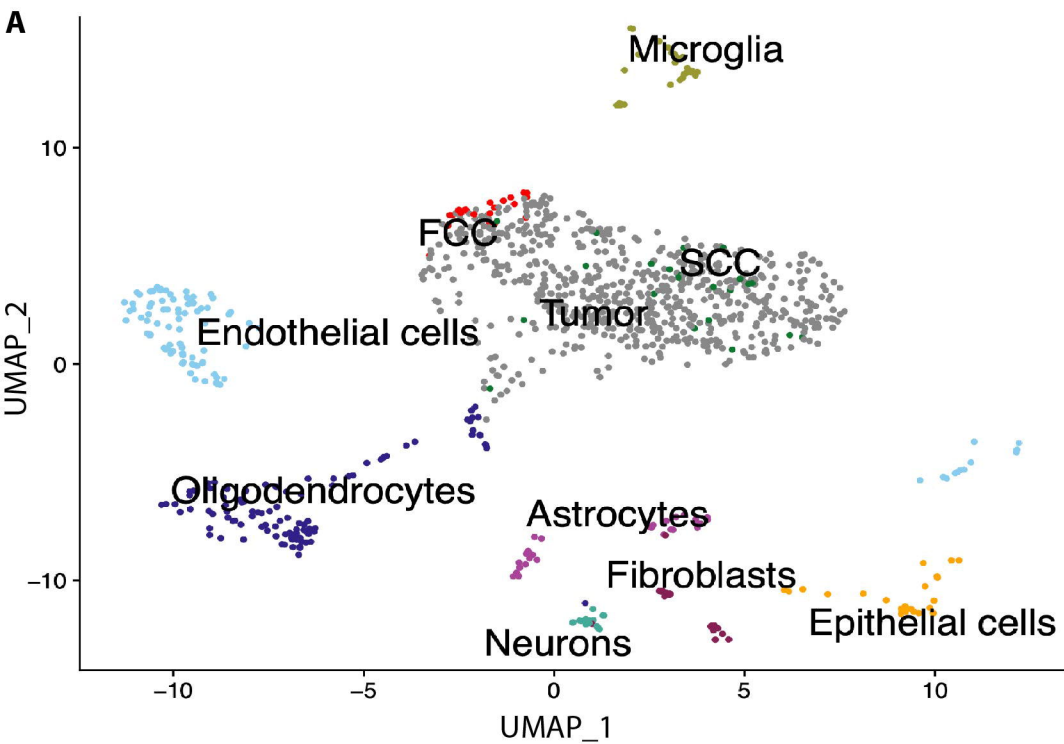 A
Microglia
10
FCC
SCC
Tumor
Endothelial cells
0
UMAP_2
Oligodendrocytes
Astrocytes
Fibroblasts
−10
Epithelial cells
Neurons
−10 −5 0 5 10
UMAP_1